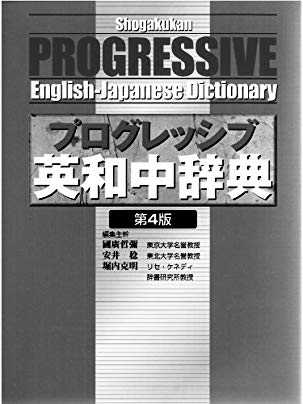 Shogakukan
PROGRESSIVE
English-Japanese Dictionary
プログレッシブ
英和中辞典
第4版
編集主幹
國廣哲彌 東京大学名誉教授
安井 稔 東北大学名誉教授
堀内克明 リセ・ケネディ
辞書研究所教授